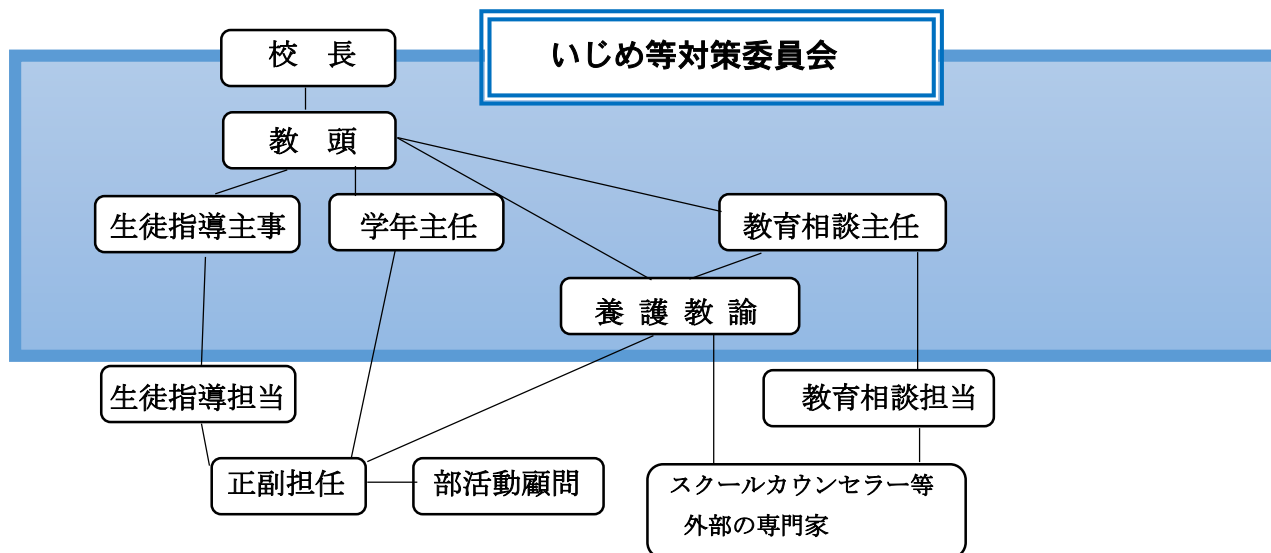 いじめ等対策委員会
校　長
教　頭
生徒指導主事
学年主任
教育相談主任
養 護 教 諭
生徒指導担当
教育相談担当
正副担任
部活動顧問
スクールカウンセラー等
外部の専門家